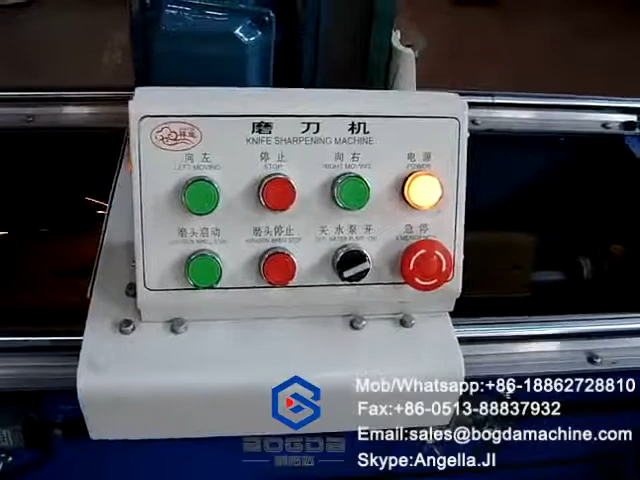 磨刀机
KNIFE SHARPENING MACHINE
向左 停止 向右 电源
LEFT MOVING STOP RIGHT MOVING POWER
磨头启动 磨头停止 关水泵开 急停
Mob/Whatsapp:+86-18862728810
Fax:+86-0513-88837932
Email:sales@bogdamachine.com
Skype:Angella.JI
BOGDA